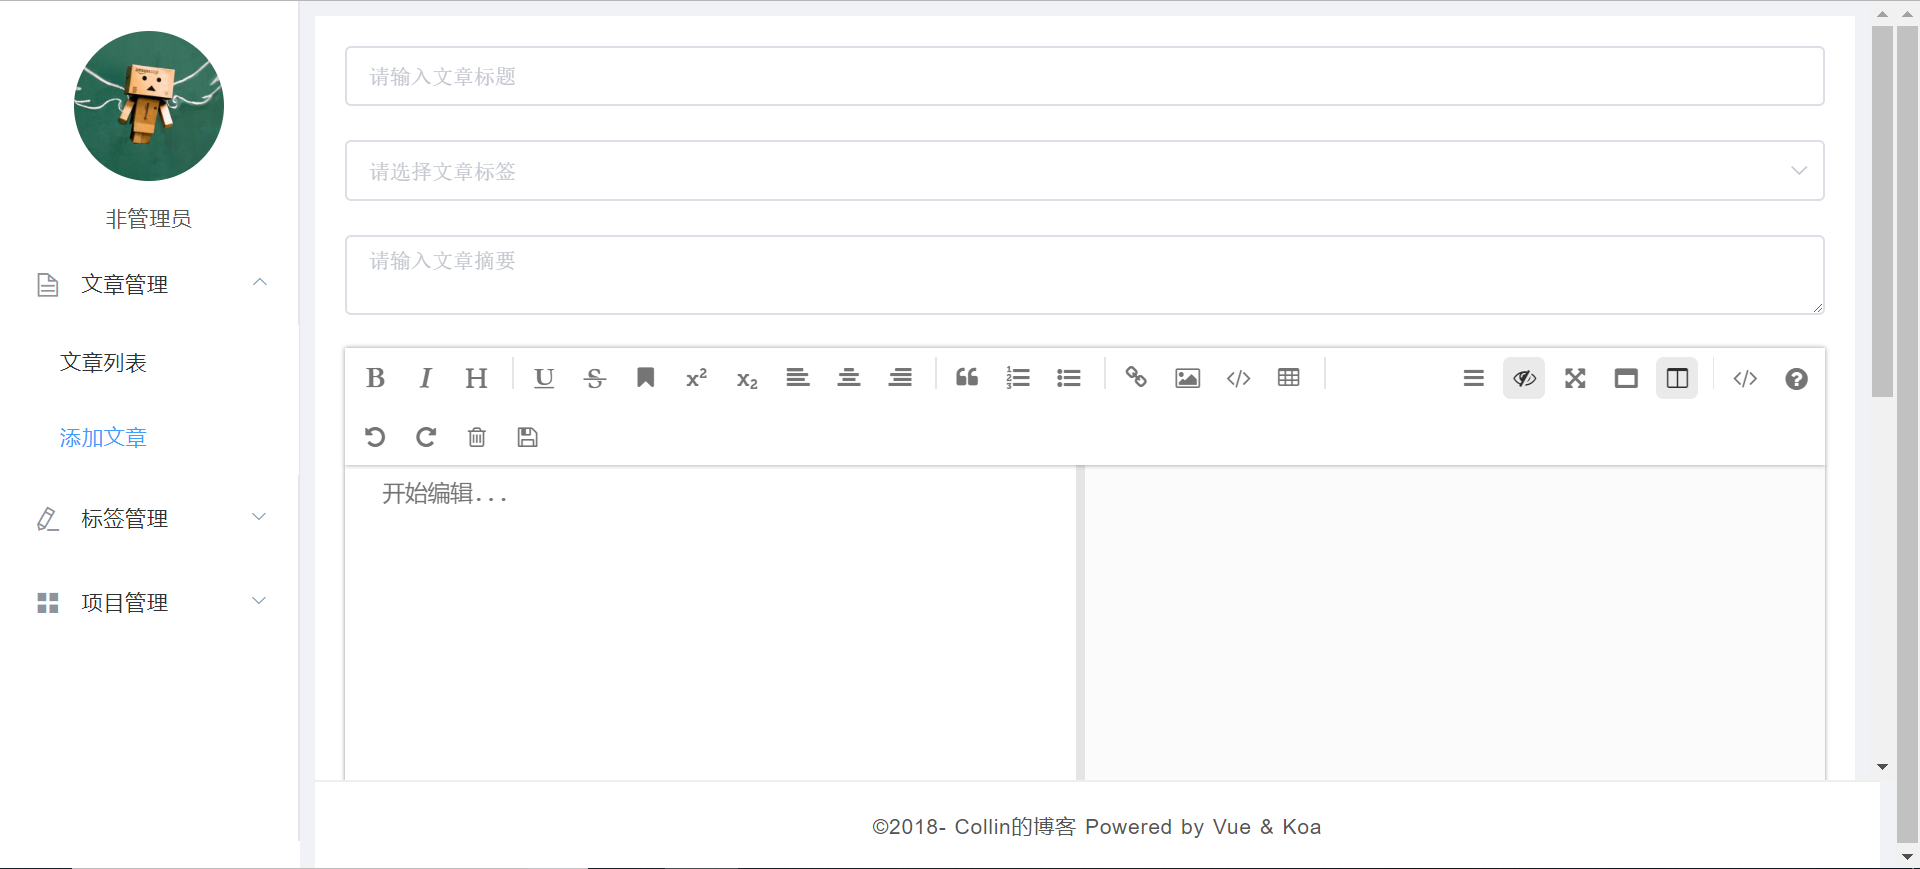 非管理员
文章管理
文章列表
添加文章
标签管理
项目管理
请输入文章标题
请选择文章标签
请输入文章摘要
开始编辑...
©2018- Collin的博客 Powered by Vue & Koa